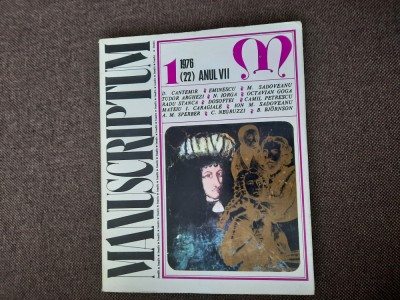 MANUSCRIPTUM
1 1976
(22) ANUL VII
D. CANTEMIR • EMINESCU • M. SADOVEANU
TUDOR ARGHEZI • N. IORGA • OCTAVIAN GOGA
RADU STANCA • DOSOFTEI • CAMIL PETRESCU
MATEIU I. CARAGIALE • ION M. SADOVEANU
A. M. SPERBER • C. NEGRUZZI • B. BJÖRNSON